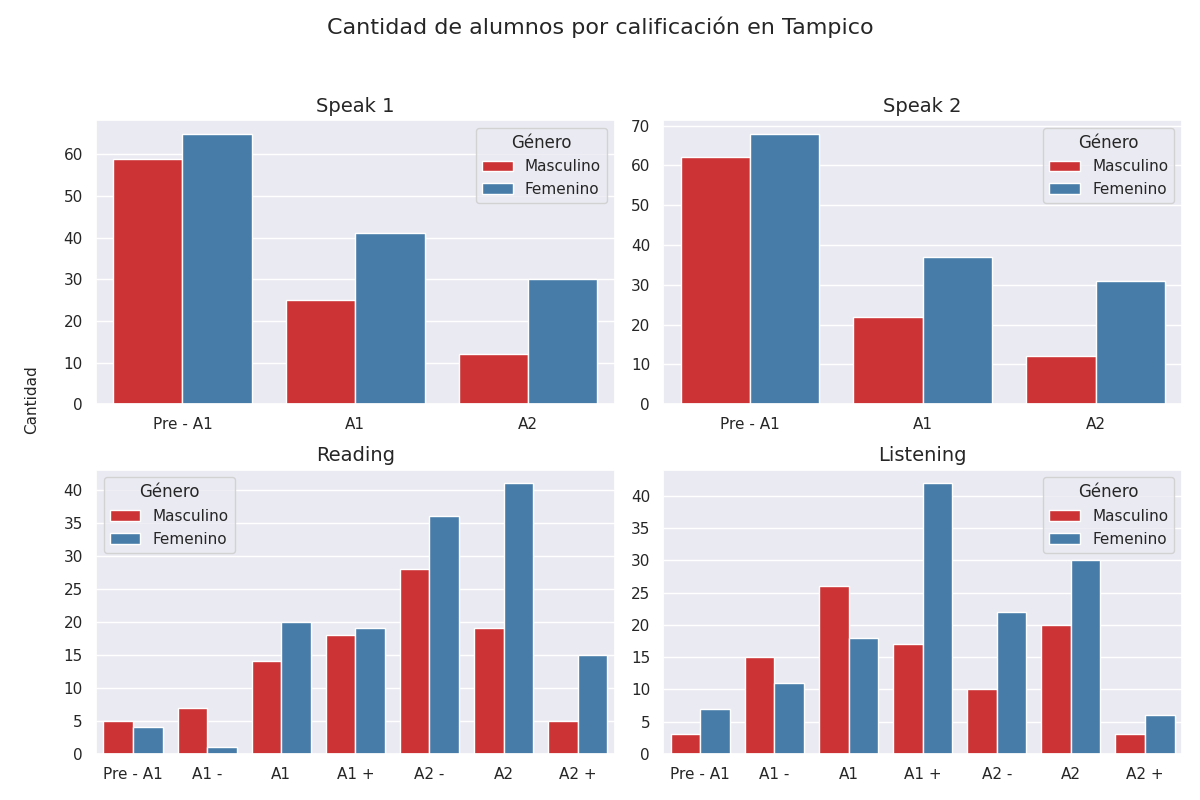 Cantidad de alumnos por calificación en Tampico
Cantidad
Speak 1
60
50
40
30
20
10
0
Género
Masculino
Femenino
Pre - A1 A1 A2
Speak 2
70
60
50
40
30
20
10
0
Género
Masculino
Femenino
Pre - A1 A1 A2
Reading
40
35
30
25
20
15
10
5
0
Género
Masculino
Femenino
Pre - A1 A1 - A1 A1 + A2 - A2 A2 +
Listening
40
35
30
25
20
15
10
5
0
Género
Masculino
Femenino
Pre - A1 A1 - A1 A1 + A2 - A2 A2 +